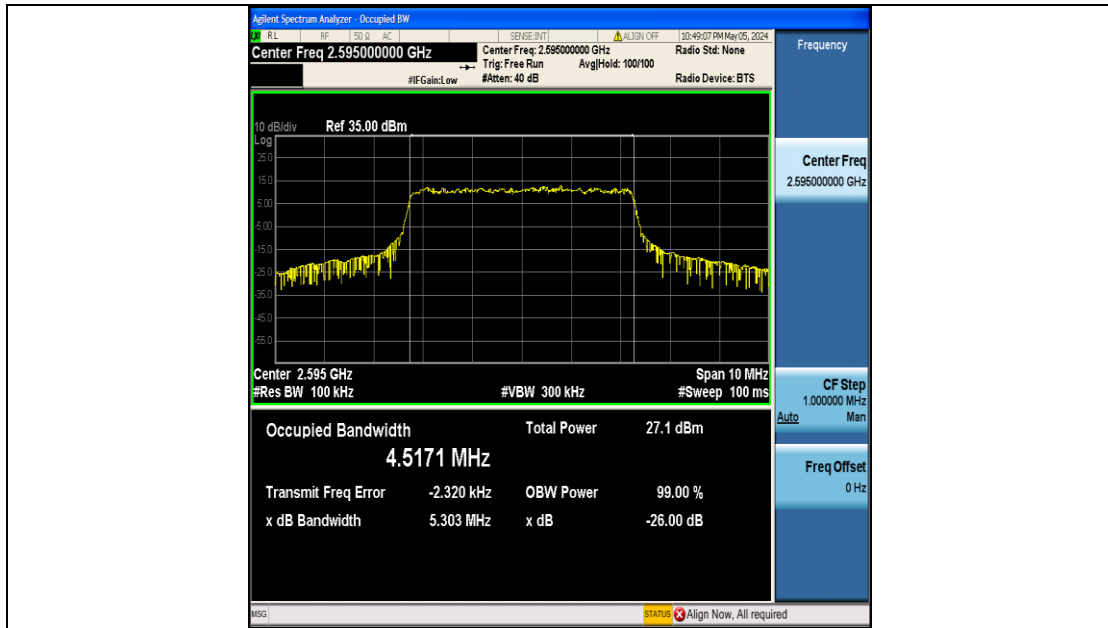 Agilent Spectrum Analyzer - Occupied BW
RL RF 50 Ω AC SENSE:INT ALIGN OFF 10:49:07 PM May 05, 2024
Center Freq 2.595000000 GHz
Center Freq: 2.595000000 GHz Radio Std: None
Trig: Free Run Avg|Hold: 100/100
#IFGain:Low #Atten: 40 dB Radio Device: BTS
Frequency
10 dB/div Ref 35.00 dBm
Log
25.0
15.0
5.00
-5.00
-15.0
-25.0
-35.0
-45.0
-55.0
Center 2.595 GHz Span 10 MHz
#Res BW 100 kHz #VBW 300 kHz #Sweep 100 ms
Occupied Bandwidth Total Power 27.1 dBm
4.5171 MHz
Transmit Freq Error -2.320 kHz OBW Power 99.00 %
x dB Bandwidth 5.303 MHz x dB -26.00 dB
Center Freq
2.595000000 GHz
CF Step
1.000000 MHz
Auto Man
Freq Offset
0 Hz
MSG STATUS Align Now, All required